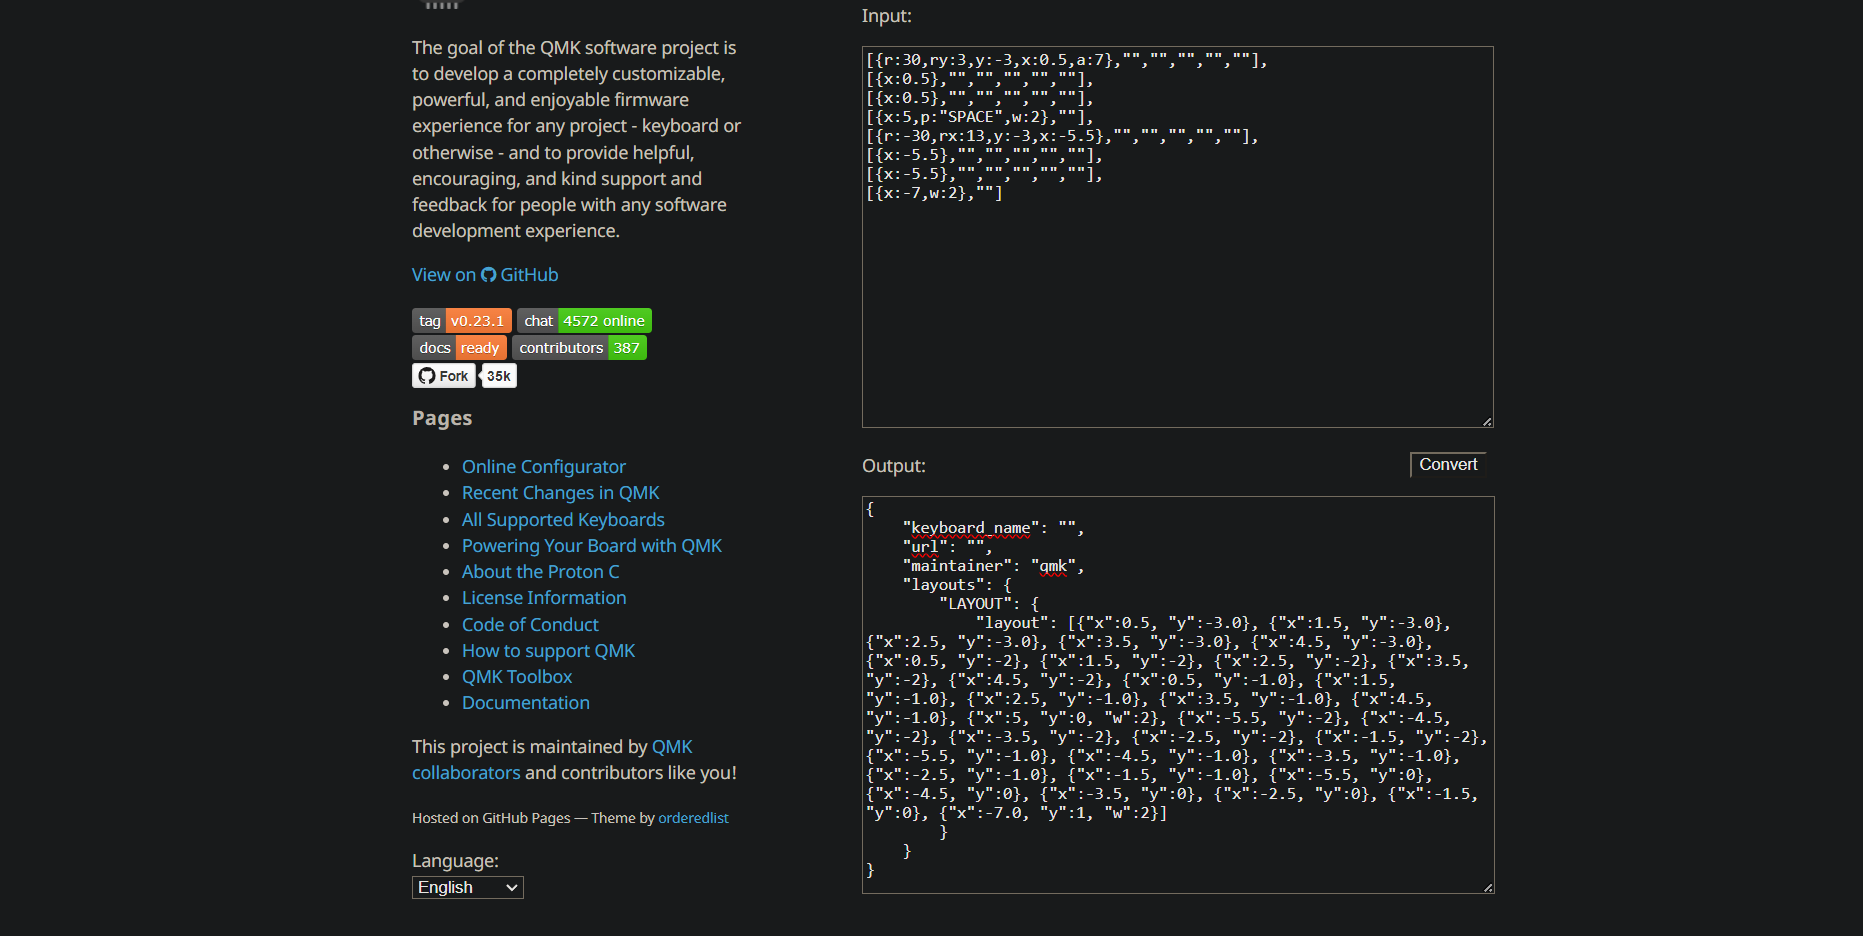 The goal of the QMK software project is
to develop a completely customizable,
powerful, and enjoyable firmware
experience for any project - keyboard or
otherwise - and to provide helpful,
encouraging, and kind support and
feedback for people with any software
development experience.
View on GitHub
tag v0.23.1 chat 4572 online
docs ready contributors 387
Fork 35k
Pages
Online Configurator
Recent Changes in QMK
All Supported Keyboards
Powering Your Board with QMK
About the Proton C
License Information
Code of Conduct
How to support QMK
QMK Toolbox
Documentation
This project is maintained by QMK
collaborators and contributors like you!
Hosted on GitHub Pages — Theme by orderedlist
Language:
English
Input:
[{r:30,ry:3,y:-3,x:0.5,a:7},"","","","",""],
[{x:0.5},"","","","",""],
[{x:0.5},"","","","",""],
[{x:5,p:"SPACE",w:2},""],
[{r:-30,rx:13,y:-3,x:-5.5},"","","","",""],
[{x:-5.5},"","","","",""],
[{x:-5.5},"","","","",""],
[{x:-7,w:2},""]
Output:
Convert
{
    "keyboard_name": "",
    "url": "",
    "maintainer": "qmk",
    "layouts": {
        "LAYOUT": {
            "layout": [{"x":0.5, "y":-3.0}, {"x":1.5, "y":-3.0},
{"x":2.5, "y":-3.0}, {"x":3.5, "y":-3.0}, {"x":4.5, "y":-3.0},
{"x":0.5, "y":-2}, {"x":1.5, "y":-2}, {"x":2.5, "y":-2}, {"x":3.5,
"y":-2}, {"x":4.5, "y":-2}, {"x":0.5, "y":-1.0}, {"x":1.5,
"y":-1.0}, {"x":2.5, "y":-1.0}, {"x":3.5, "y":-1.0}, {"x":4.5,
"y":-1.0}, {"x":5, "y":0, "w":2}, {"x":-5.5, "y":-2}, {"x":-4.5,
"y":-2}, {"x":-3.5, "y":-2}, {"x":-2.5, "y":-2}, {"x":-1.5, "y":-2},
{"x":-5.5, "y":-1.0}, {"x":-4.5, "y":-1.0}, {"x":-3.5, "y":-1.0},
{"x":-2.5, "y":-1.0}, {"x":-1.5, "y":-1.0}, {"x":-5.5, "y":0},
{"x":-4.5, "y":0}, {"x":-3.5, "y":0}, {"x":-2.5, "y":0}, {"x":-1.5,
"y":0}, {"x":-7.0, "y":1, "w":2}]
        }
    }
}